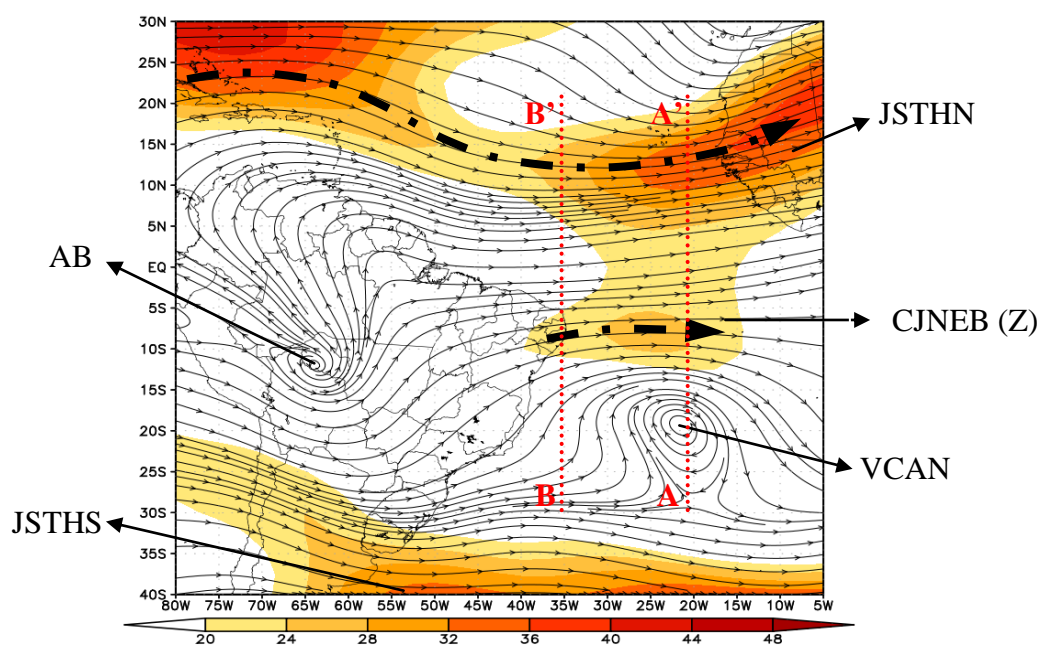 30N
25N
20N
15N
10N
5N
EQ
5S
10S
15S
20S
25S
30S
35S
40S
B’
A’
JSTHN
AB
CJNEB (Z)
VCAN
B
A
JSTHS
80W 75W 70W 65W 60W 55W 50W 45W 40W 35W 30W 25W 20W 15W 10W 5W
20 24 28 32 36 40 44 48